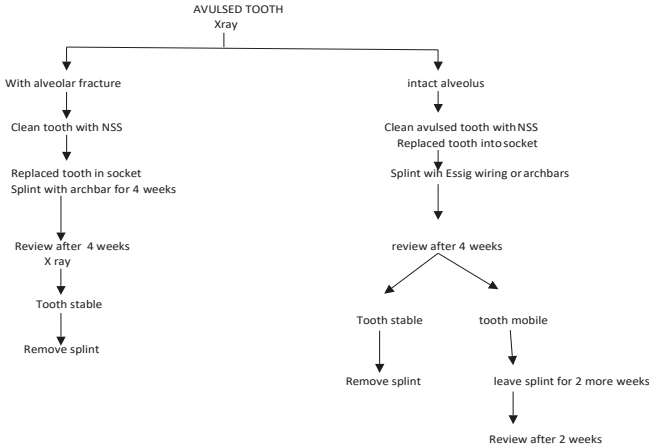 AVULSED TOOTH
Xray
With alveolar fracture
Clean tooth with NSS
Replaced tooth in socket
Splint with archbar for 4 weeks
Review after 4 weeks
X ray
Tooth stable
Remove splint
intact alveolus
Clean avulsed tooth with NSS
Replaced tooth into socket
Splint win Essig wiring or archbars
review after 4 weeks
Tooth stable
Remove splint
tooth mobile
leave splint for 2 more weeks
Review after 2 weeks